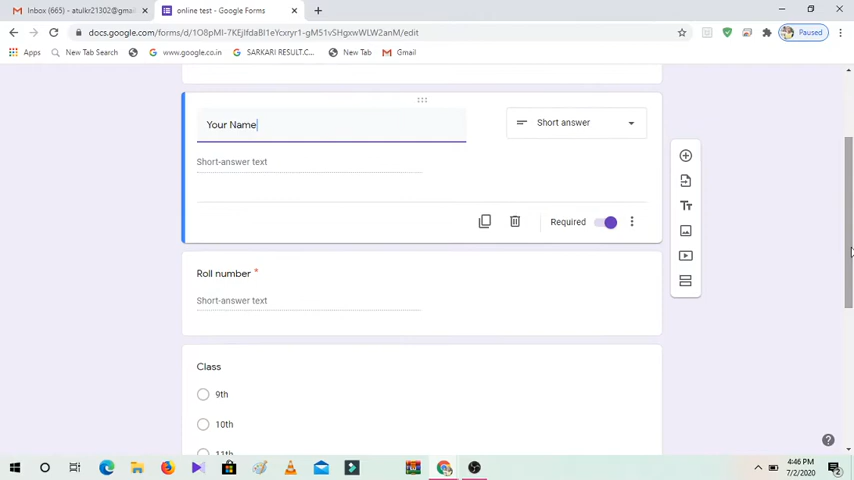 Inbox (665) - atulkr21302@gmai
online test - Google Forms
docs.google.com/forms/d/1O8pMI-7KEjIfdaBl1eYcxryr1-gM51vSHgxwWLW2anM/edit
Paused
Apps
New Tab Search
www.google.co.in
SARKARI RESULT.C...
New Tab
Gmail
Your Name
Short answer
Short-answer text
Required
Roll number *
Short-answer text
Class
9th
10th
11th
4:46 PM
7/2/2020